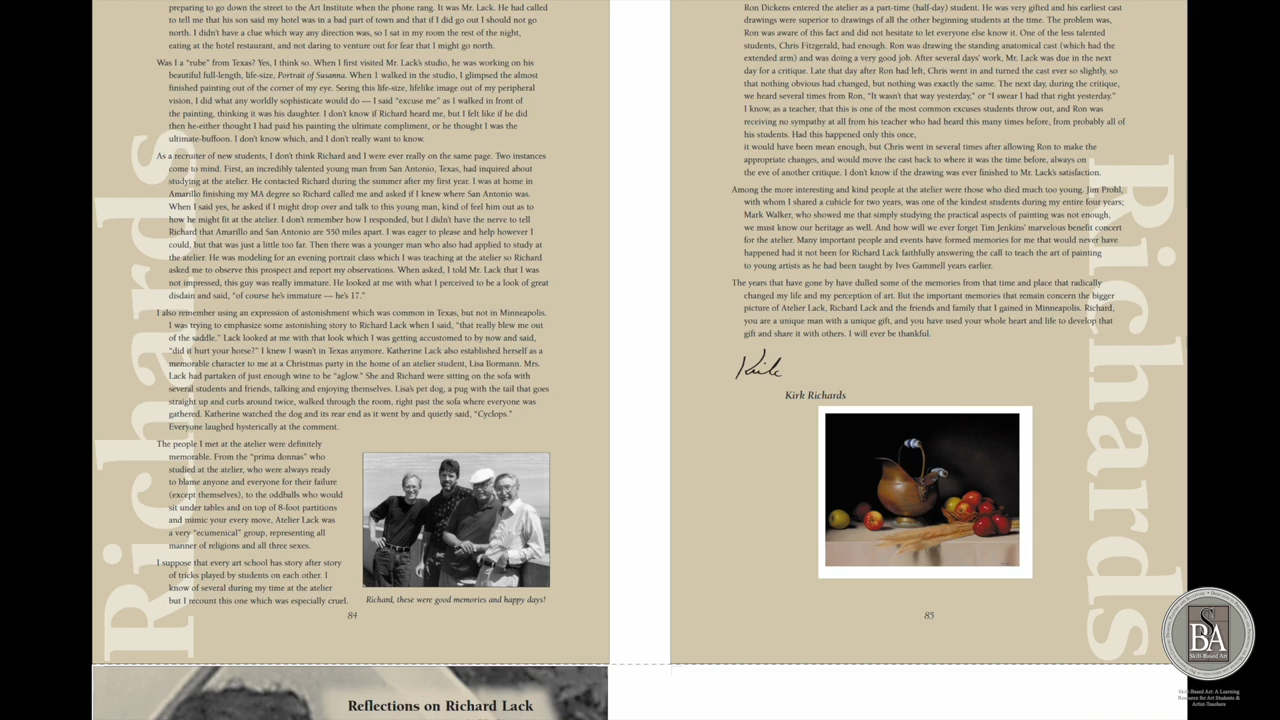 preparing to go down the street to the Art Institute when the phone rang. It was Mr. Lack. He had called
to tell me that his son said my hotel was in a bad part of town and that if I did go out I should not go
north. I didn't have a clue which way any direction was, so I sat in my room the rest of the night,
eating at the hotel restaurant, and not daring to venture out for fear that I might go north.
Was I a “rube” from Texas? Yes, I think so. When I first visited Mr. Lack's studio, he was working on his
beautiful full-length, life-size, Portrait of Susanna. When I walked in the studio, I glimpsed the almost
finished painting out of the corner of my eye. Seeing this life-size, lifelike image out of my peripheral
vision, I did what any worldly sophisticate would do — I said “excuse me” as I walked in front of
the painting, thinking it was his daughter. I don't know if Richard heard me, but I felt like if he did
then he-either thought I had paid his painting the ultimate compliment, or he thought I was the
ultimate-buffoon. I don't know which, and I don't really want to know.
As a recruiter of new students, I don't think Richard and I were ever really on the same page. Two instances
come to mind. First, an incredibly talented young man from San Antonio, Texas, had inquired about
studying at the atelier. He contacted Richard during the summer after my first year. I was at home in
Amarillo finishing my MA degree so Richard called me and asked if I knew where San Antonio was.
When I said yes, he asked if I might drop over and talk to this young man, kind of feel him out as to
how he might fit at the atelier. I don't remember how I responded, but I didn't have the nerve to tell
Richard that Amarillo and San Antonio are 550 miles apart. I was eager to please and help however I
could, but that was just a little too far. Then there was a younger man who also had applied to study at
the atelier. He was modeling for an evening portrait class which I was teaching at the atelier so Richard
asked me to observe this prospect and report my observations. When asked, I told Mr. Lack that I was
not impressed, this guy was really immature. He looked at me with what I perceived to be a look of great
disdain and said, “of course he's immature — he's 17.”
I also remember using an expression of astonishment which was common in Texas, but not in Minneapolis.
I was trying to emphasize some astonishing story to Richard Lack when I said, “that really blew me out
of the saddle.” Lack looked at me with that look which I was getting accustomed to by now and said,
“did it hurt your horse?” I knew I wasn't in Texas anymore. Katherine Lack also established herself as a
memorable character to me at a Christmas party in the home of an atelier student, Lisa Bormann. Mrs.
Lack had partaken of just enough wine to be “aglow.” She and Richard were sitting on the sofa with
several students and friends, talking and enjoying themselves. Lisa's pet dog, a pug with the tail that goes
straight up and curls around twice, walked through the room, right past the sofa where everyone was
gathered. Katherine watched the dog and its rear end as it went by and quietly said, “Cyclops.”
Everyone laughed hysterically at the comment.
The people I met at the atelier were definitely
memorable. From the “prima donnas” who
studied at the atelier, who were always ready
to blame anyone and everyone for their failure
(except themselves), to the oddballs who would
sit under tables and on top of 8-foot partitions
and mimic your every move, Atelier Lack was
a very “ecumenical” group, representing all
manner of religions and all three sexes.
I suppose that every art school has story after story
of tricks played by students on each other. I
know of several during my time at the atelier
but I recount this one which was especially cruel.
Richard, these were good memories and happy days!
84
Richards
Ron Dickens entered the atelier as a part-time (half-day) student. He was very gifted and his earliest cast
drawings were superior to drawings of all the other beginning students at the time. The problem was,
Ron was aware of this fact and did not hesitate to let everyone else know it. One of the less talented
students, Chris Fitzgerald, had enough. Ron was drawing the standing anatomical cast (which had the
extended arm) and was doing a very good job. After several days' work, Mr. Lack was due in the next
day for a critique. Late that day after Ron had left, Chris went in and turned the cast ever so slightly, so
that nothing obvious had changed, but nothing was exactly the same. The next day, during the critique,
we heard several times from Ron, “It wasn't that way yesterday,” or “I swear I had that right yesterday.”
I know, as a teacher, that this is one of the most common excuses students throw out, and Ron was
receiving no sympathy at all from his teacher who had heard this many times before, from probably all of
his students. Had this happened only this once,
it would have been mean enough, but Chris went in several times after allowing Ron to make the
appropriate changes, and would move the cast back to where it was the time before, always on
the eve of another critique. I don't know if the drawing was ever finished to Mr. Lack's satisfaction.
Among the more interesting and kind people at the atelier were those who died much too young. Jim Prohl,
with whom I shared a cubicle for two years, was one of the kindest students during my entire four years;
Mark Walker, who showed me that simply studying the practical aspects of painting was not enough,
we must know our heritage as well. And how will we ever forget Tim Jenkins' marvelous benefit concert
for the atelier. Many important people and events have formed memories for me that would never have
happened had it not been for Richard Lack faithfully answering the call to teach the art of painting
to young artists as he had been taught by Ives Gammell years earlier.
The years that have gone by have dulled some of the memories from that time and place that radically
changed my life and my perception of art. But the important memories that remain concern the bigger
picture of Atelier Lack, Richard Lack and the friends and family that I gained in Minneapolis. Richard,
you are a unique man with a unique gift, and you have used your whole heart and life to develop that
gift and share it with others. I will ever be thankful.
Kirk
Kirk Richards
85
Richards
Reflections on Richard Lack
SBA
Skill-Based Art
Skill-Based Art: A Learning
Resource for Art Students &
Artist-Teachers